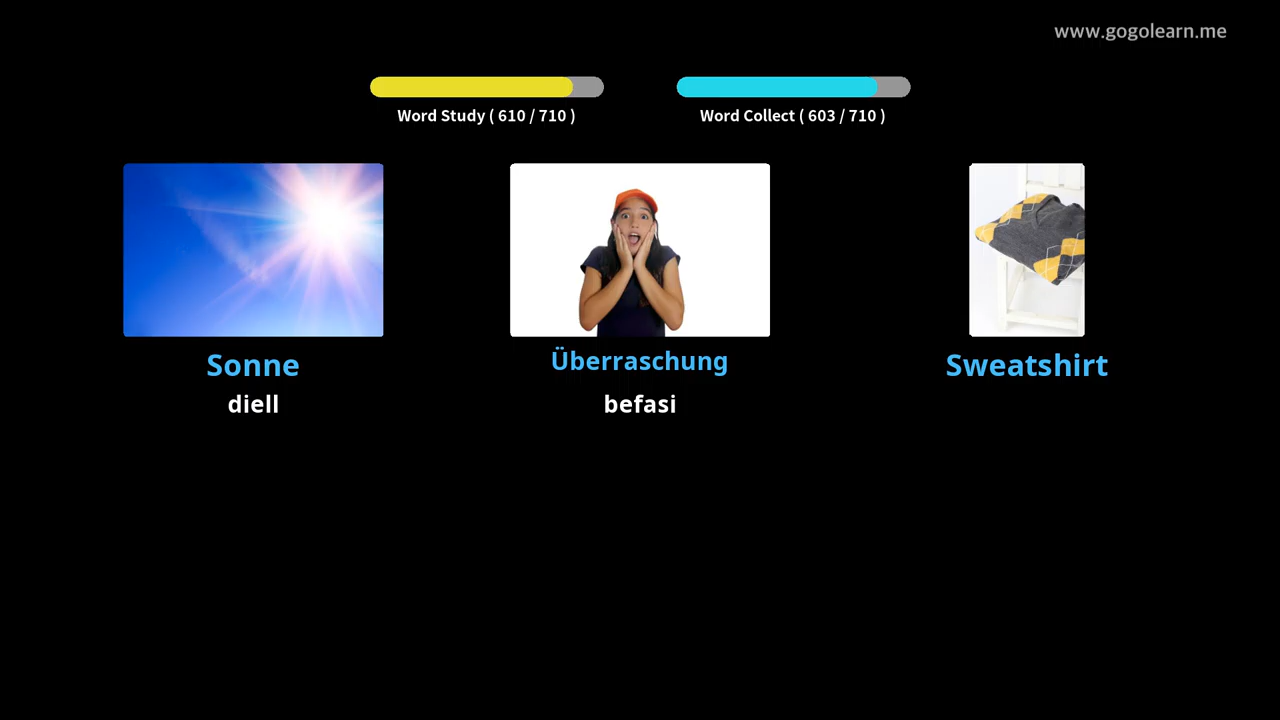 www.gogolearn.me
Word Study ( 610 / 710 )
Word Collect ( 603 / 710 )
Sonne
Überraschung
Sweatshirt
diell
befasi